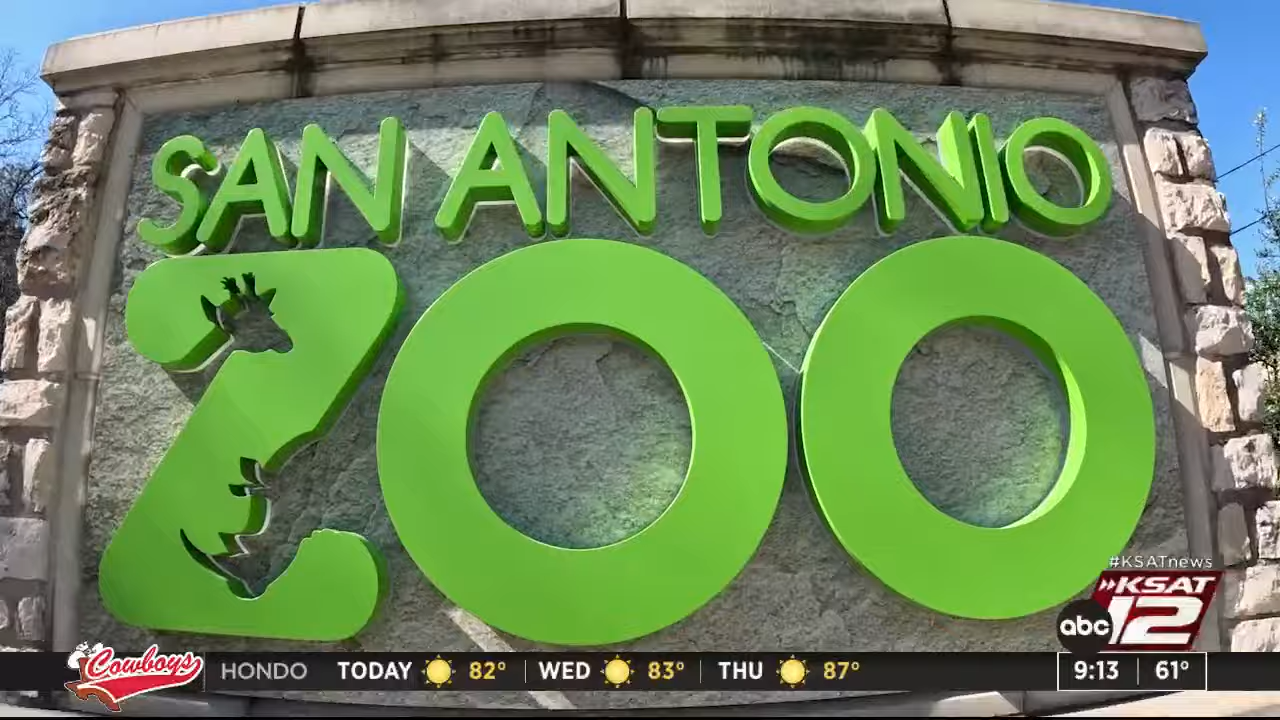 SAN ANTONIO
ZOO
#KSATnews
KSAT
abc 12
Cowboys HONDO TODAY 82° WED 83° THU 87° 9:13 61°